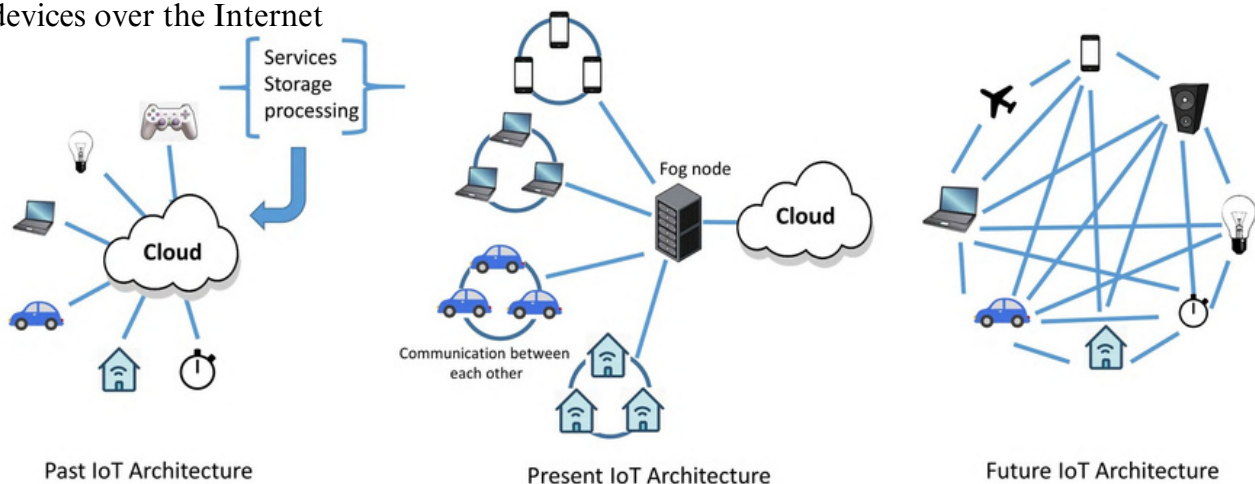 devices over the Internet
Services
Storage
processing
Cloud
Past IoT Architecture
Fog node
Cloud
Communication between
each other
Present IoT Architecture
Future IoT Architecture